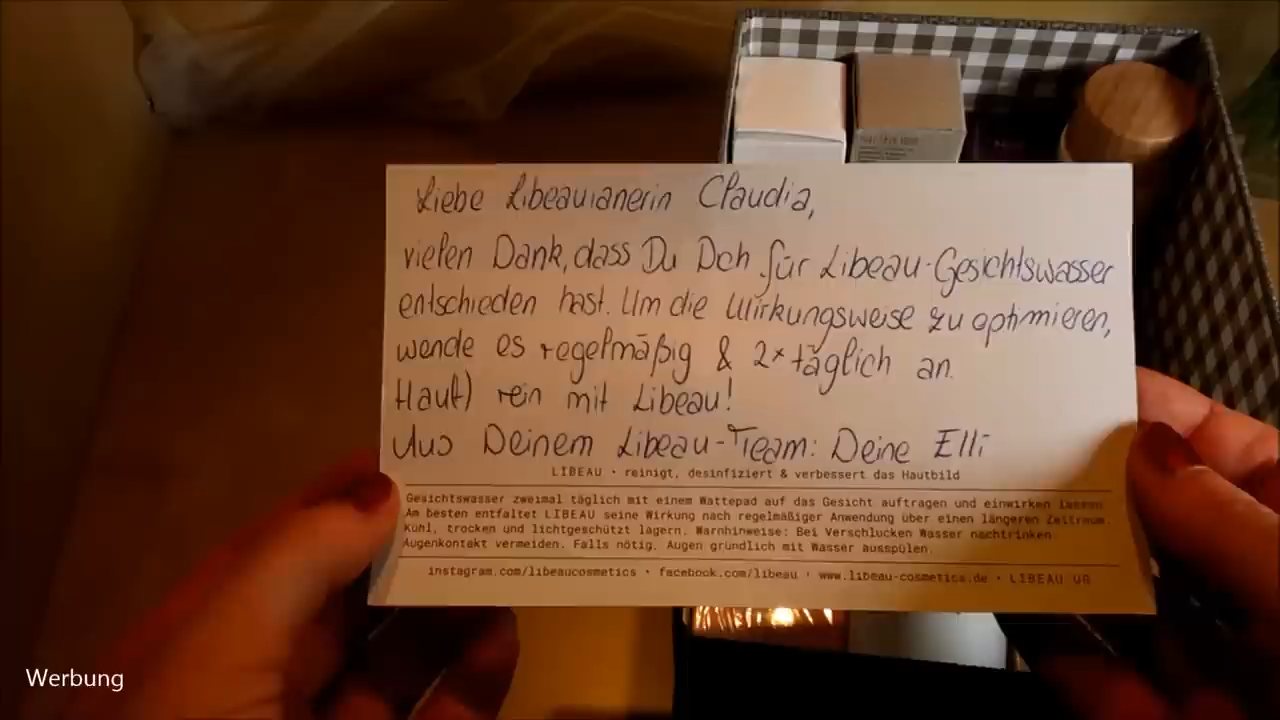 Liebe Libeauianerin Claudia,
vielen Dank, dass Du Dch für Libeau-Gesichtswasser
entschieden hast. Um die Wirkungsweise zu optimieren,
wende es regelmäßig & 2x täglich an.
Haut) rein mit Libeau!
Deinem Libeau-Team: Deine Elli
LIBEAU · reinigt, desinfiziert & verbessert das Hautbild
Gesichtswasser zweimal täglich mit einem Wattepad auf das Gesicht auftragen und einwirken lassen.
Am besten entfaltet LIBEAU seine Wirkung nach regelmäßiger Anwendung über einen längeren Zeitraum.
Kühl, trocken und lichtgeschützt lagern. Warnhinweise: Bei Verschlucken Wasser nachtrinken.
Augenkontakt vermeiden. Falls nötig, Augen gründlich mit Wasser ausspülen.
instagram.com/libeaucosmetics · facebook.com/libeau · www.libeau-cosmetics.de · LIBEAU UG
Werbung